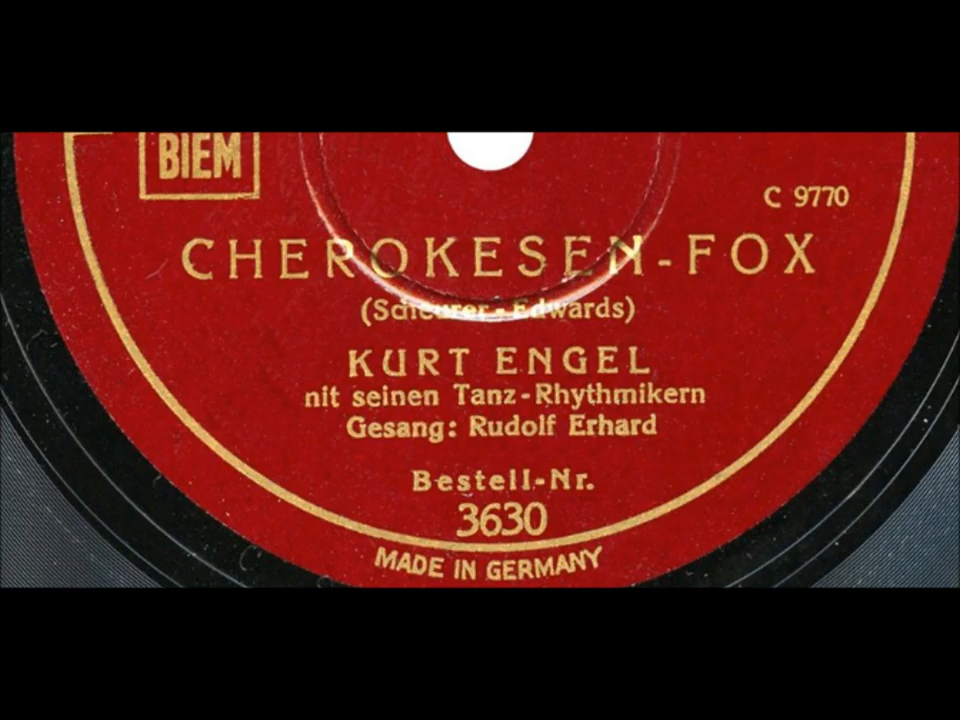 BIEM
C 9770
CHEROKESEN-FOX
(Scheurer - Edwards)
KURT ENGEL
nit seinen Tanz-Rhythmikern
Gesang: Rudolf Erhard
Bestell-Nr.
3630
MADE IN GERMANY